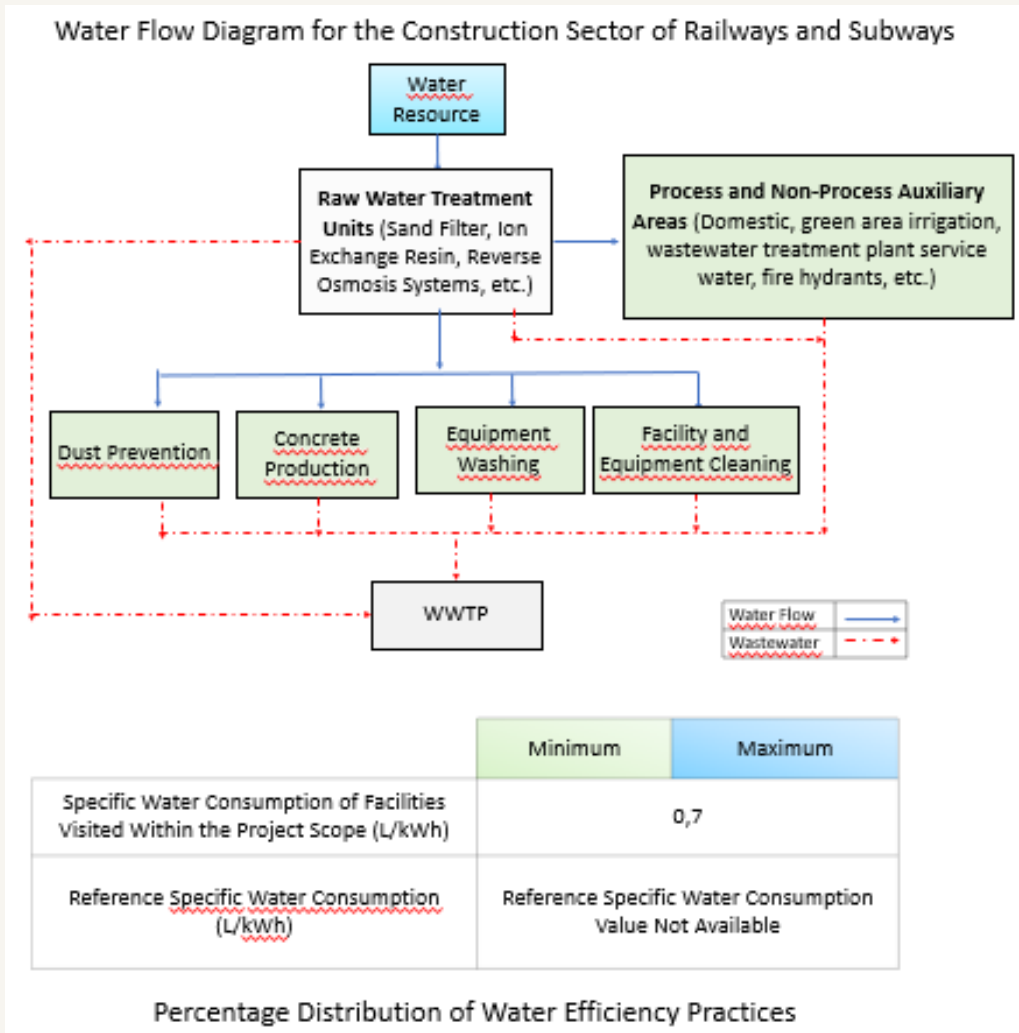 Water Flow Diagram for the Construction Sector of Railways and Subways
Water
Resource
Raw Water Treatment
Units (Sand Filter, Ion
Exchange Resin, Reverse
Osmosis Systems, etc.)
Process and Non-Process Auxiliary
Areas (Domestic, green area irrigation,
wastewater treatment plant service
water, fire hydrants, etc.)
Dust Prevention
Concrete
Production
Equipment
Washing
Facility and
Equipment Cleaning
WWTP
Water Flow
Wastewater
Minimum
Maximum
Specific Water Consumption of Facilities
Visited Within the Project Scope (L/kWh)
0,7
Reference Specific Water Consumption
(L/kWh)
Reference Specific Water Consumption
Value Not Available
Percentage Distribution of Water Efficiency Practices